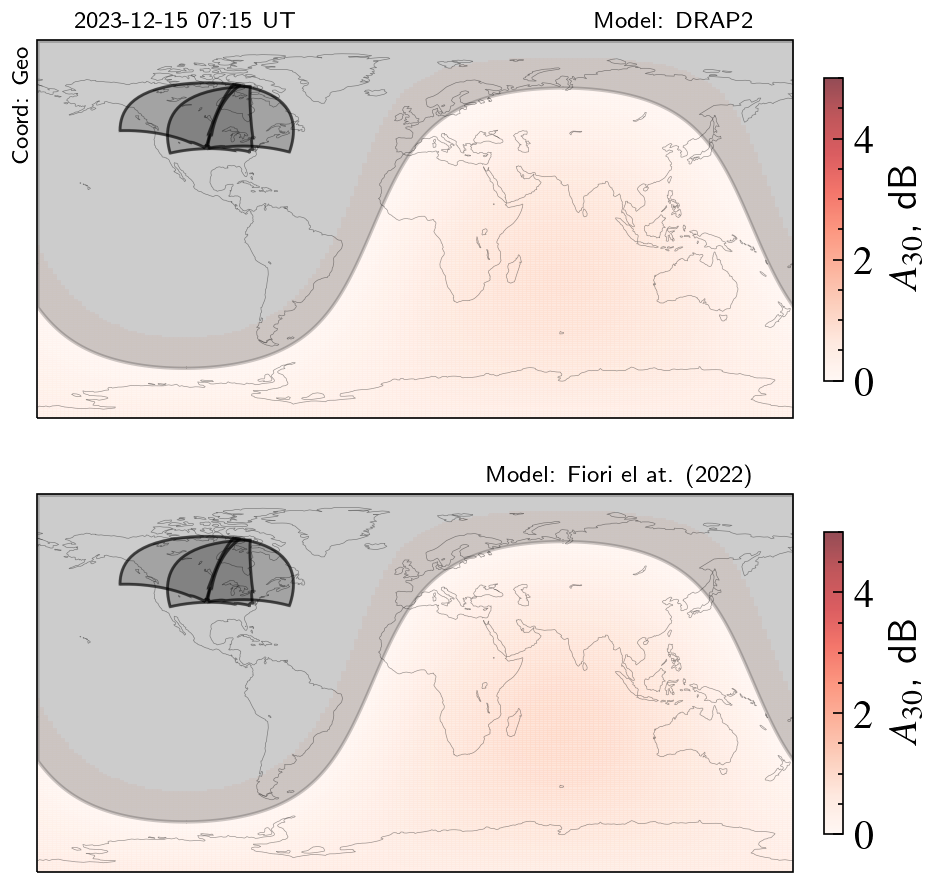 2023-12-15 07:15 UT
Model: DRAP2
Coord: Geo
4
2
0
A30, dB
Model: Fiori el at. (2022)
4
2
0
A30, dB